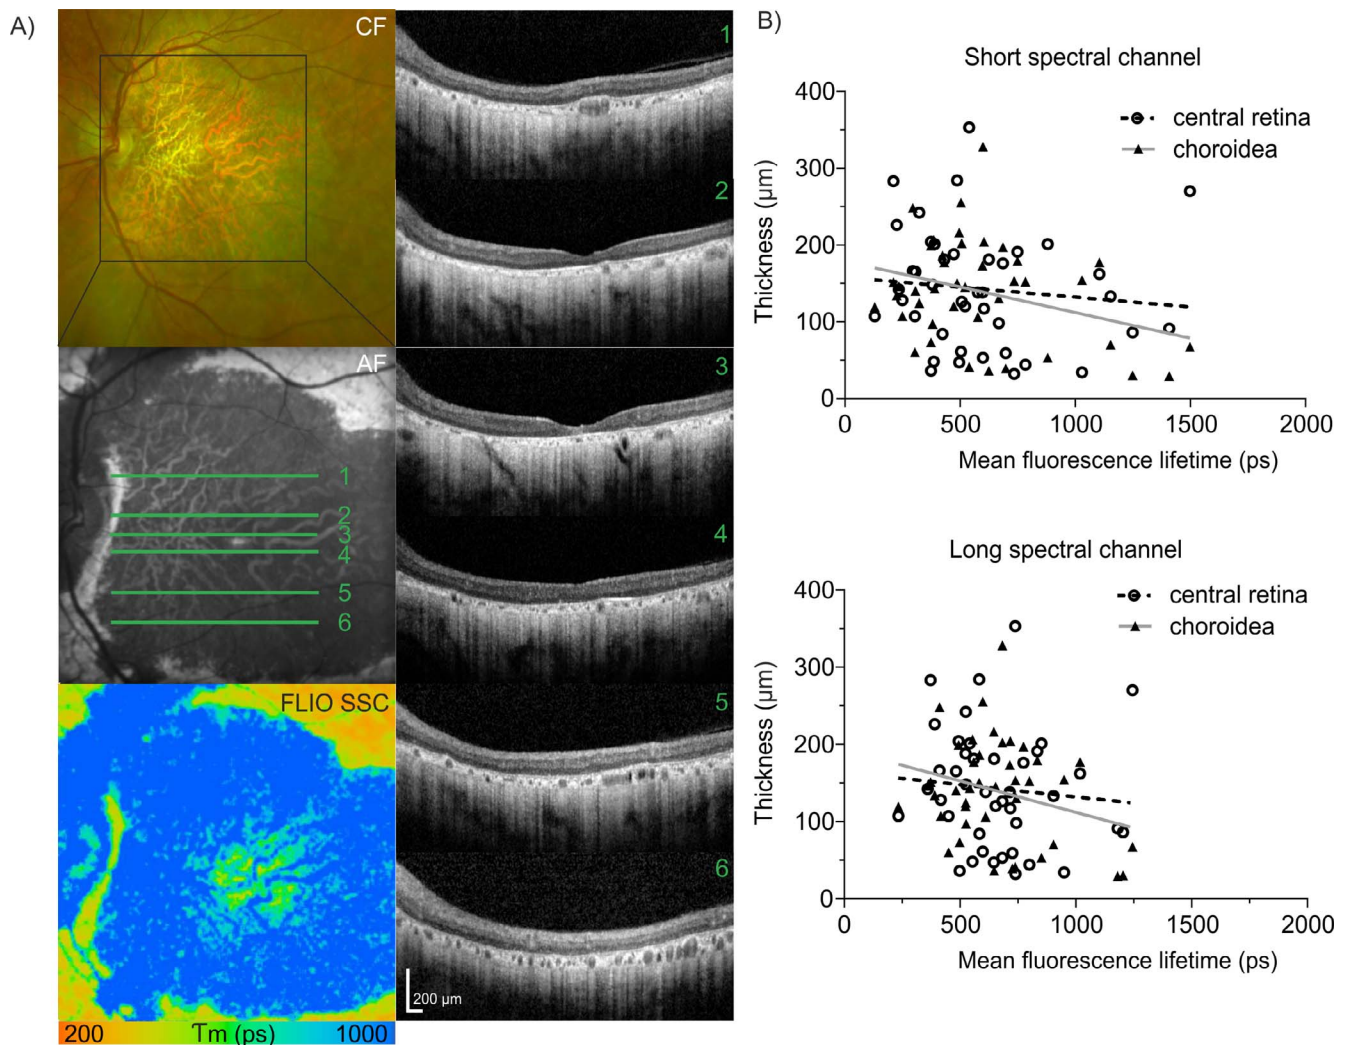 A)
CF
1
2
AF
1
2
3
4
5
6
3
4
FLIO SSC
200 Tm (ps) 1000
5
6
200 µm
B)
Short spectral channel
central retina
choroidea
Thickness (µm)
400
300
200
100
0
0 500 1000 1500 2000
Mean fluorescence lifetime (ps)
Long spectral channel
central retina
choroidea
Thickness (µm)
400
300
200
100
0
0 500 1000 1500 2000
Mean fluorescence lifetime (ps)